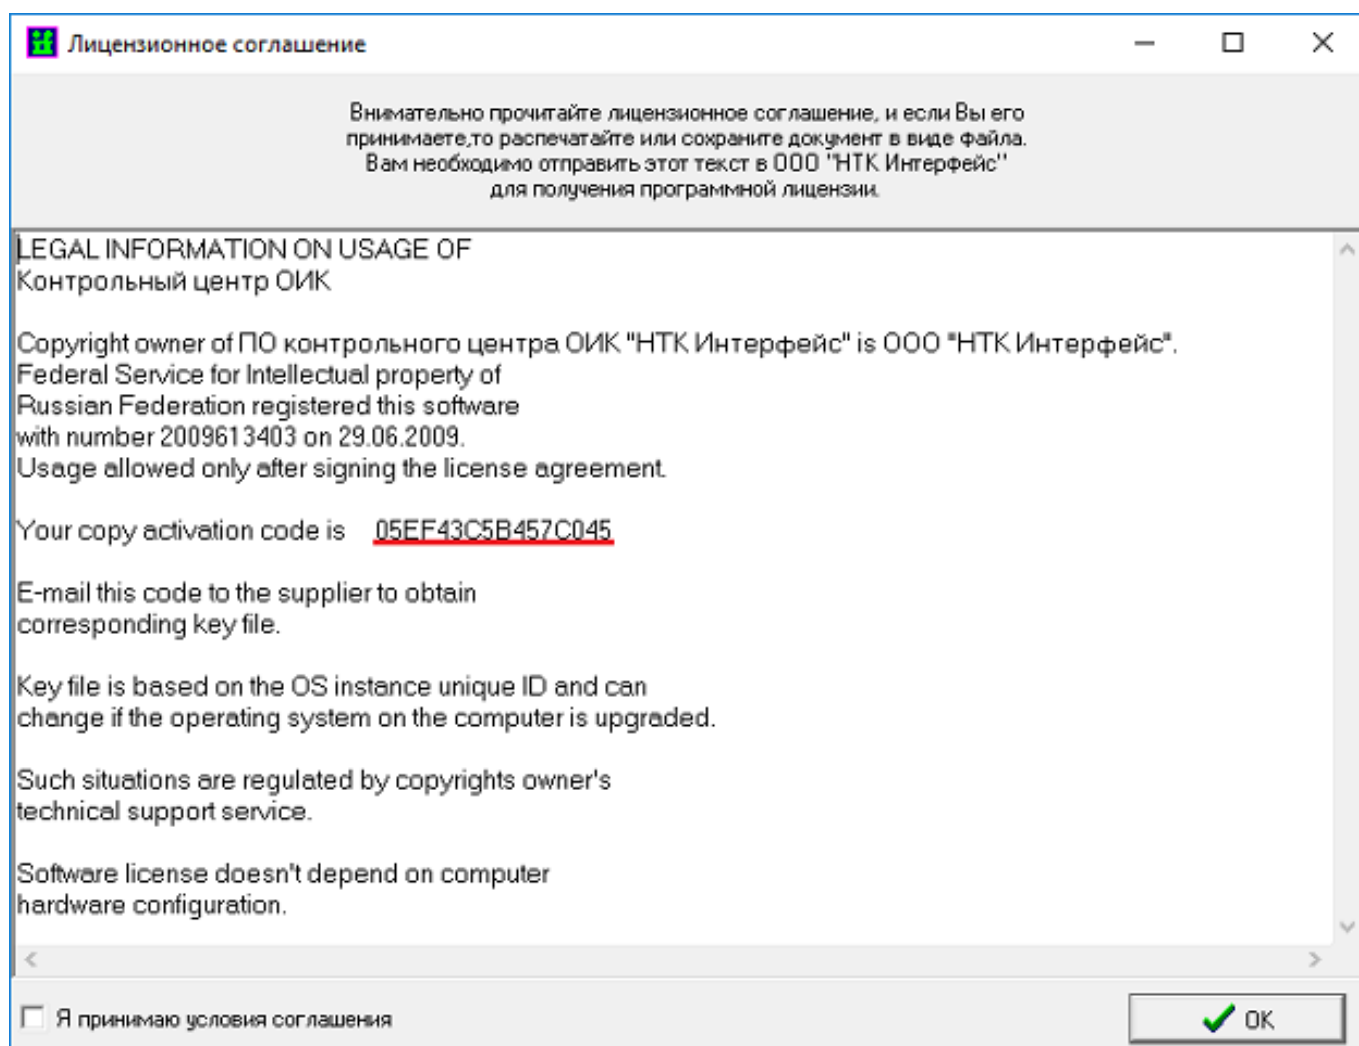 Лицензионное соглашение
Внимательно прочитайте лицензионное соглашение, и если Вы его
принимаете,то распечатайте или сохраните документ в виде файла.
Вам необходимо отправить этот текст в ООО "НТК Интерфейс"
для получения программной лицензии.
LEGAL INFORMATION ON USAGE OF
Контрольный центр ОИК
Copyright owner of ПО контрольного центра ОИК "НТК Интерфейс" is ООО "НТК Интерфейс".
Federal Service for Intellectual property of
Russian Federation registered this software
with number 2009613403 on 29.06.2009.
Usage allowed only after signing the license agreement.
Your copy activation code is 05EF43C5B457C045
E-mail this code to the supplier to obtain
corresponding key file.
Key file is based on the OS instance unique ID and can
change if the operating system on the computer is upgraded.
Such situations are regulated by copyrights owner's
technical support service.
Software license doesn't depend on computer
hardware configuration.
Я принимаю условия соглашения
OK